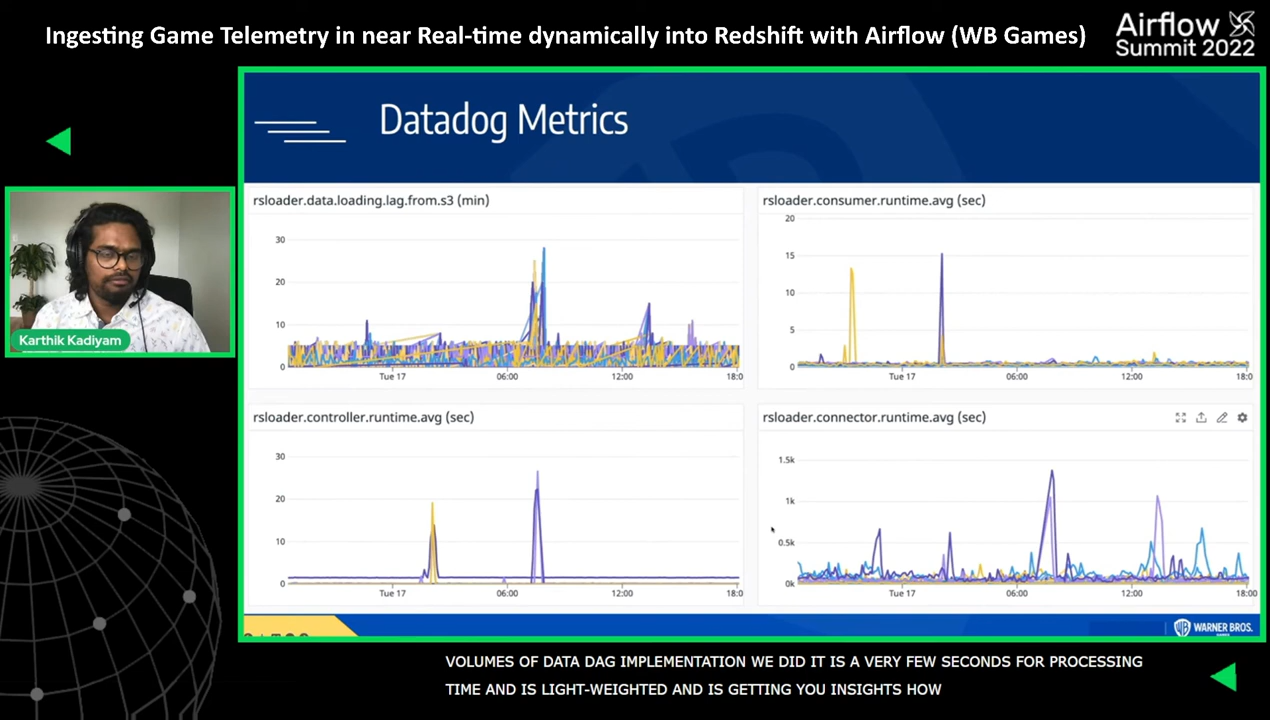 Ingesting Game Telemetry in near Real-time dynamically into Redshift with Airflow (WB Games)
Airflow
Summit 2022
Datadog Metrics
rsloader.data.loading.lag.from.s3 (min)
30
20
10
0
Tue 17
06:00
12:00
18:0
rsloader.consumer.runtime.avg (sec)
20
15
10
5
0
Tue 17
06:00
12:00
18:0
Karthik Kadiyam
rsloader.controller.runtime.avg (sec)
30
20
10
0
Tue 17
06:00
12:00
18:0
rsloader.connector.runtime.avg (sec)
1.5k
1k
0.5k
0k
Tue 17
06:00
12:00
18:00
WB
WARNER BROS.
GAMES
VOLUMES OF DATA DAG IMPLEMENTATION WE DID IT IS A VERY FEW SECONDS FOR PROCESSING
TIME AND IS LIGHT-WEIGHTED AND IS GETTING YOU INSIGHTS HOW